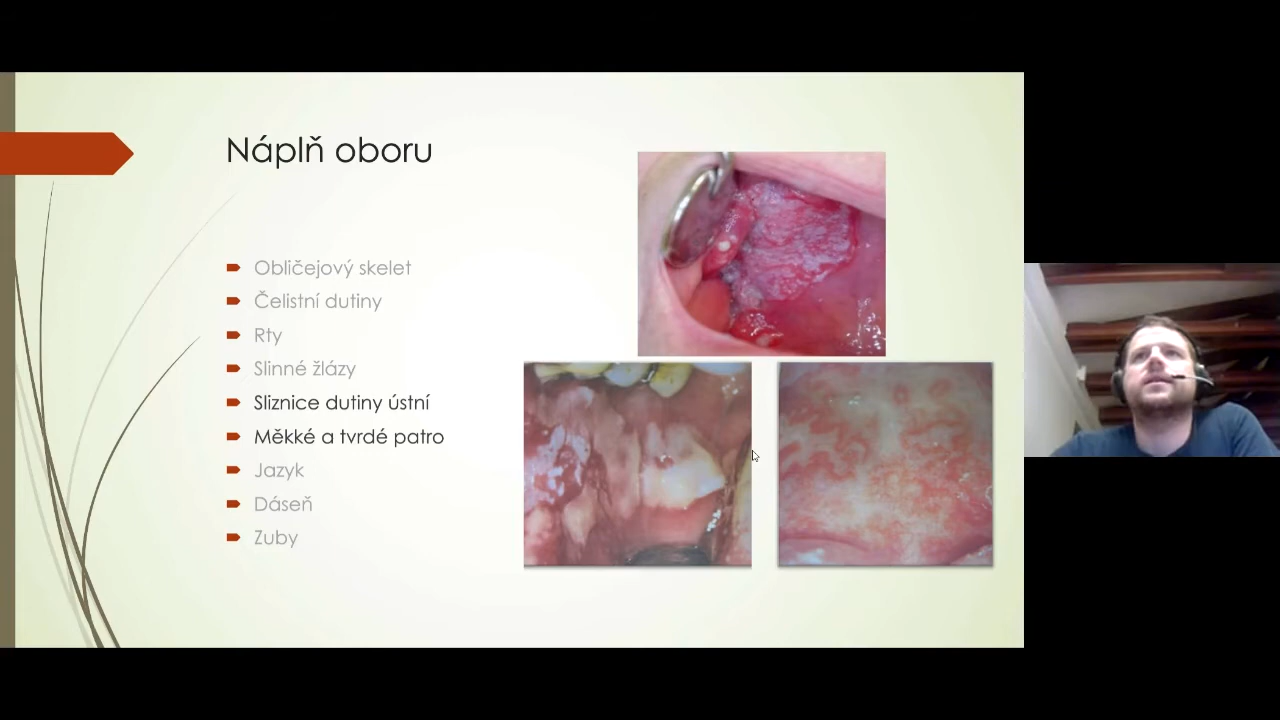 Náplň oboru
Obličejový skelet
Čelistní dutiny
Rty
Slinné žlázy
Sliznice dutiny ústní
Měkké a tvrdé patro
Jazyk
Dáseň
Zuby